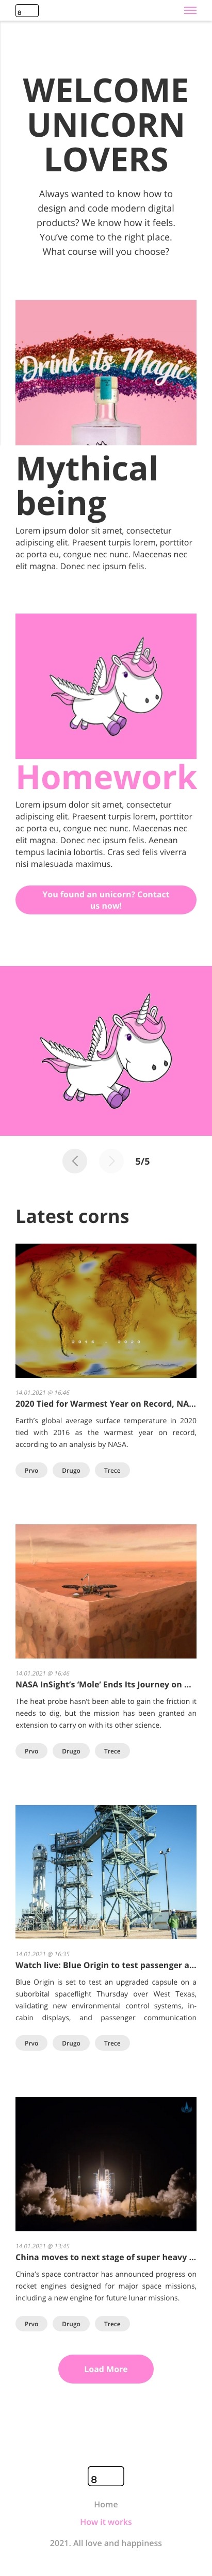 8
WELCOME
UNICORN
LOVERS
Always wanted to know how to
design and code modern digital
products? We know how it feels.
You've come to the right place.
What course will you choose?
Drink its Magic
Mythical
being
Lorem ipsum dolor sit amet, consectetur
adipiscing elit. Praesent turpis lorem, porttitor
ac porta eu, congue nec nunc. Maecenas nec
elit magna. Donec nec ipsum felis.
Homework
Lorem ipsum dolor sit amet, consectetur
adipiscing elit. Praesent turpis lorem, porttitor
ac porta eu, congue nec nunc. Maecenas nec
elit magna. Donec nec ipsum felis. Aenean
tempus lacinia lobortis. Cras sed felis viverra
nisi malesuada maximus.
You found an unicorn? Contact
us now!
5/5
Latest corns
14.01.2021 @ 16:46
2020 Tied for Warmest Year on Record, NA...
Earth's global average surface temperature in 2020
tied with 2016 as the warmest year on record,
according to an analysis by NASA.
Prvo Drugo Trece
14.01.2021 @ 16:46
NASA InSight's 'Mole' Ends Its Journey on ...
The heat probe hasn't been able to gain the friction it
needs to dig, but the mission has been granted an
extension to carry on with its other science.
Prvo Drugo Trece
14.01.2021 @ 16:35
Watch live: Blue Origin to test passenger a...
Blue Origin is set to test an upgraded capsule on a
suborbital spaceflight Thursday over West Texas,
validating new environmental control systems, in-
cabin displays, and passenger communication
Prvo Drugo Trece
14.01.2021 @ 13:45
China moves to next stage of super heavy ...
China's space contractor has announced progress on
rocket engines designed for major space missions,
including a new engine for future lunar missions.
Prvo Drugo Trece
Load More
8
Home
How it works
2021. All love and happiness